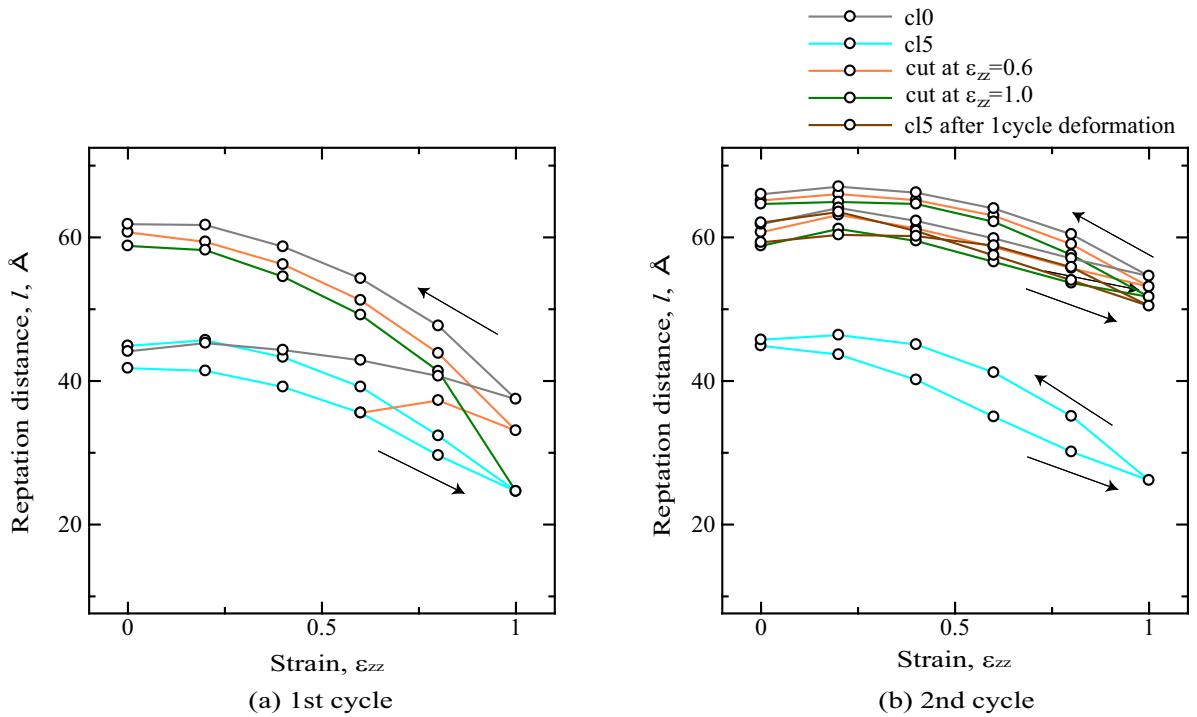 cl0
cl5
cut at εzz=0.6
cut at εzz=1.0
cl5 after 1cycle deformation
Reptation distance, l, Å
60
40
20
0
0.5
1
Strain, εzz
(a) 1st cycle
Reptation distance, l, Å
60
40
20
0
0.5
1
Strain, εzz
(b) 2nd cycle